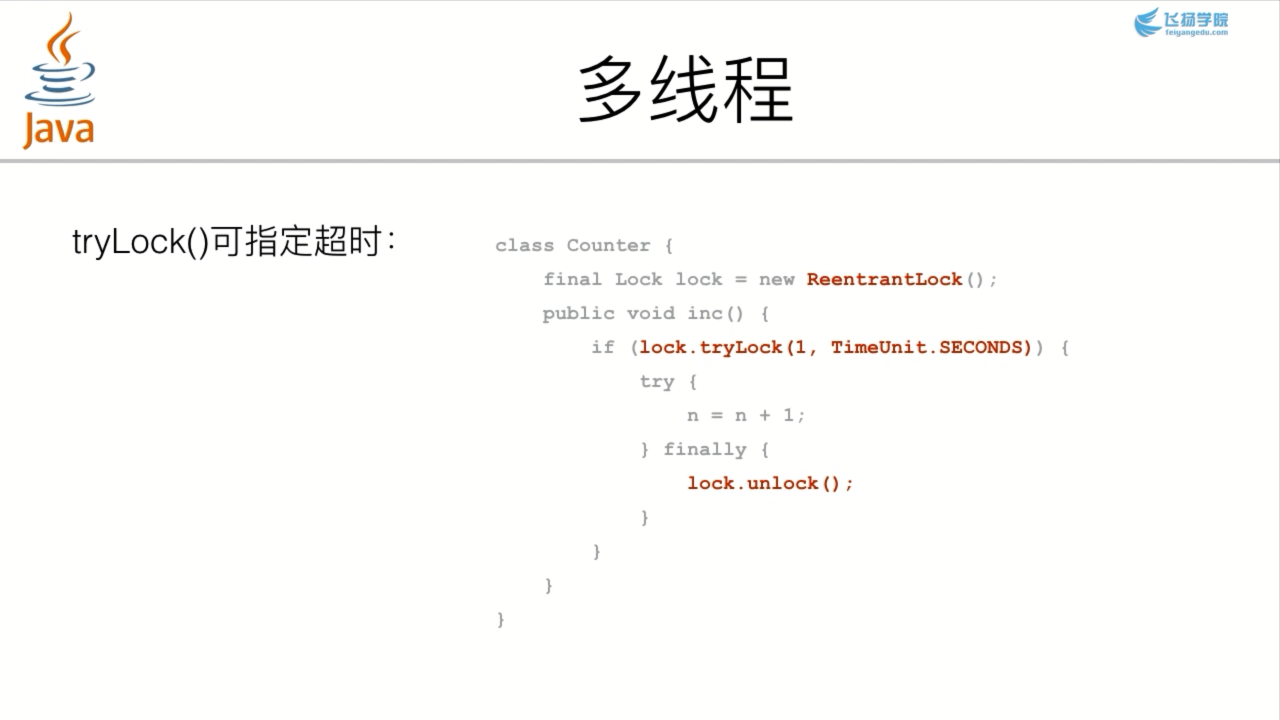 Java
飞扬学院
feiyangedu.com
多线程
tryLock()可指定超时：
class Counter {
    final Lock lock = new ReentrantLock();
    public void inc() {
        if (lock.tryLock(1, TimeUnit.SECONDS)) {
            try {
                n = n + 1;
            } finally {
                lock.unlock();
            }
        }
    }
}